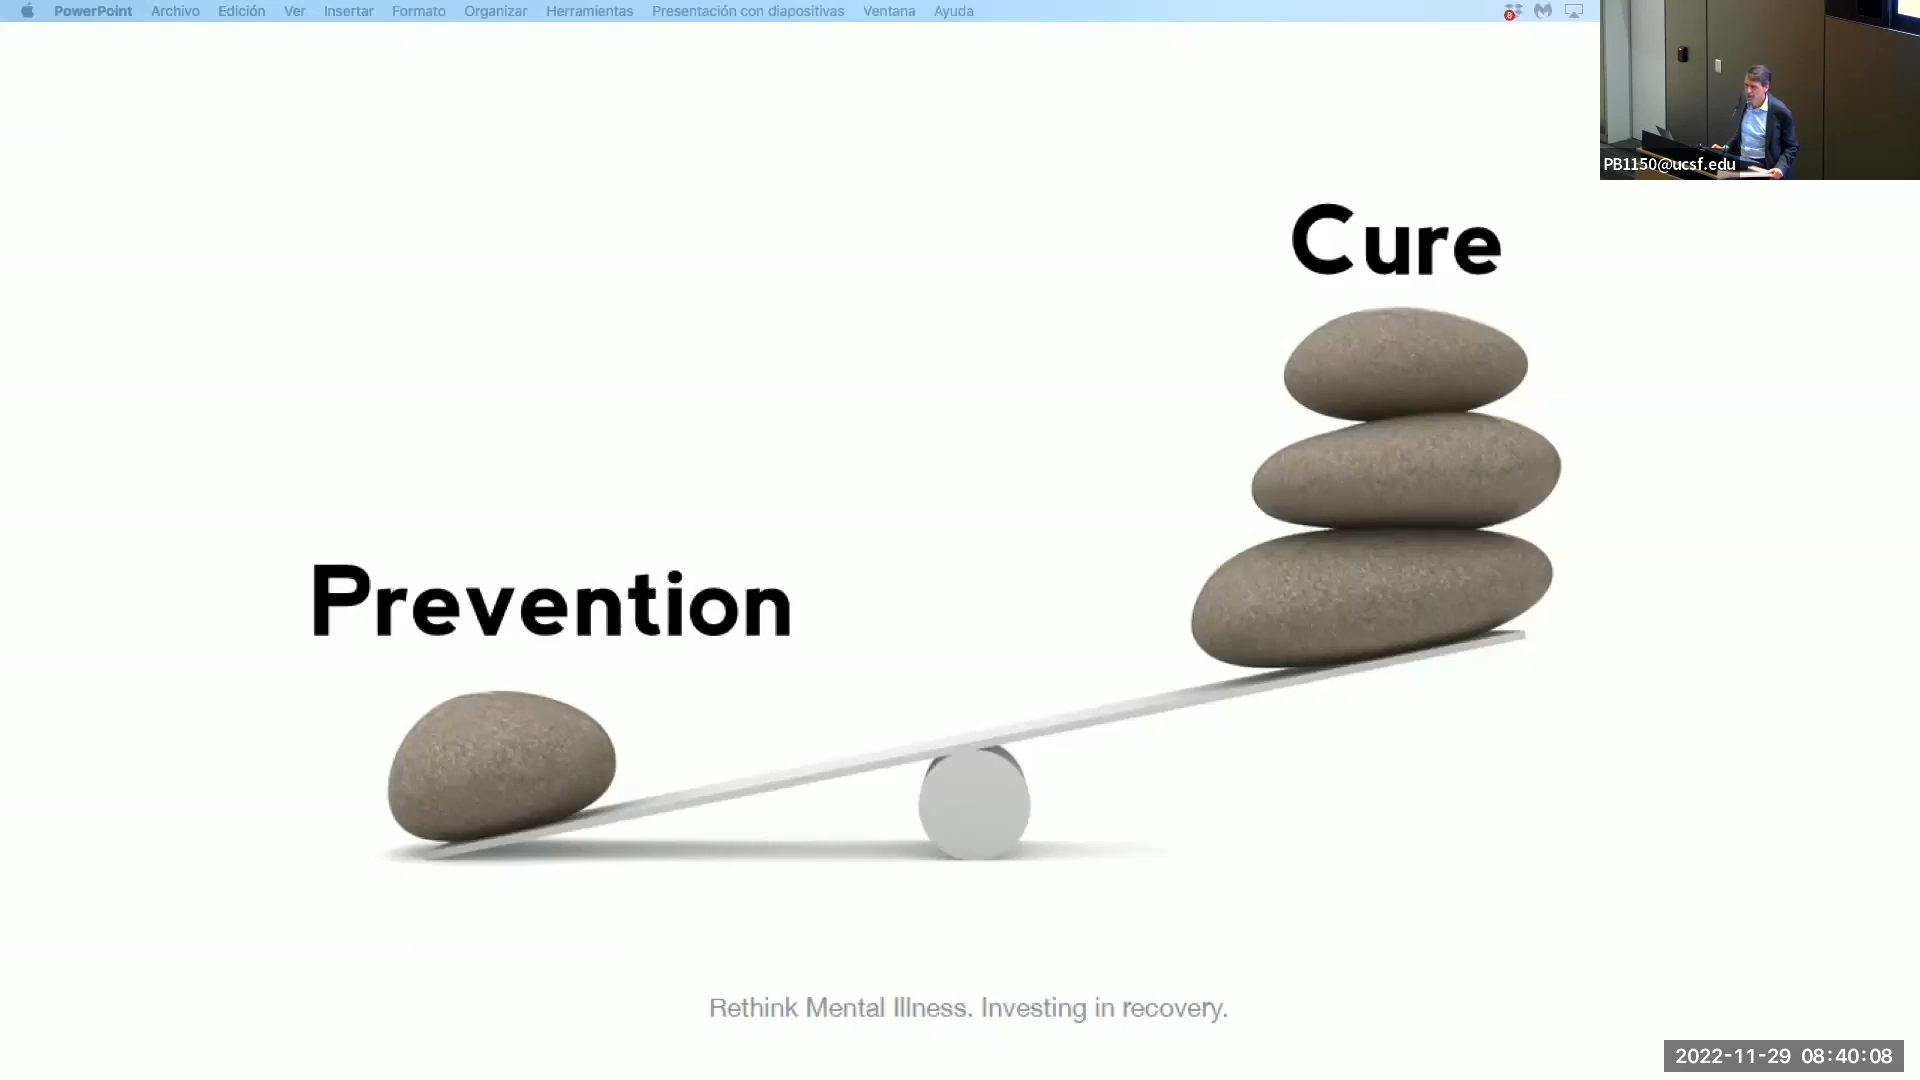 PowerPoint Archivo Edición Ver Insertar Formato Organizar Herramientas Presentación con diapositivas Ventana Ayuda
8
PB1150@ucsf.edu
Cure
Prevention
Rethink Mental Illness. Investing in recovery.
2022-11-29 08:40:08